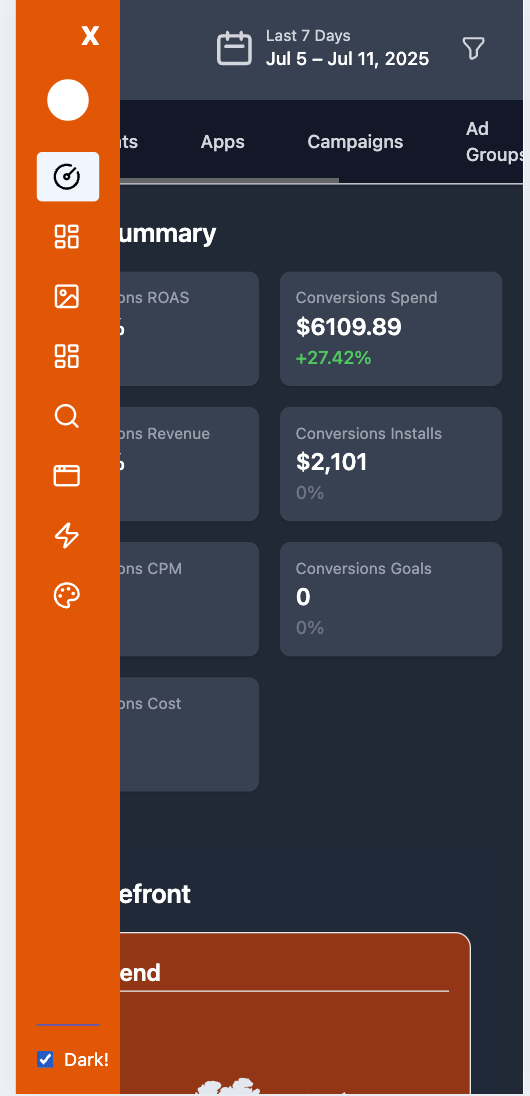 X
Last 7 Days
Jul 5 – Jul 11, 2025
Apps
Campaigns
Ad
Groups
ummary
ons ROAS
%
Conversions Spend
$6109.89
+27.42%
ons Revenue
%
Conversions Installs
$2,101
0%
ons CPM
Conversions Goals
0
0%
ons Cost
efront
end
Dark!